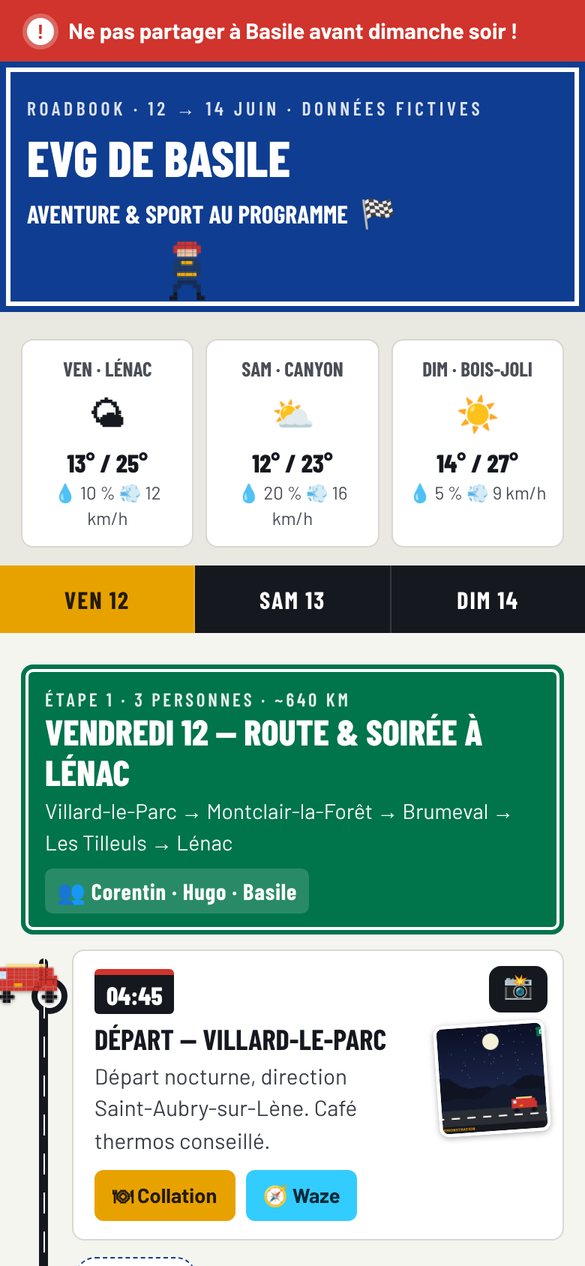 ! Ne pas partager à Basile avant dimanche soir !
ROADBOOK · 12 → 14 JUIN · DONNÉES FICTIVES
EVG DE BASILE
AVENTURE & SPORT AU PROGRAMME 🏁
VEN · LÉNAC
🌤
13° / 25°
💧 10 % 💨 12
km/h
SAM · CANYON
⛅
12° / 23°
💧 20 % 💨 16
km/h
DIM · BOIS-JOLI
☀️
14° / 27°
💧 5 % 💨 9 km/h
VEN 12
SAM 13
DIM 14
ÉTAPE 1 · 3 PERSONNES · ~640 KM
VENDREDI 12 — ROUTE & SOIRÉE À
LÉNAC
Villard-le-Parc → Montclair-la-Forêt → Brumeval →
Les Tilleuls → Lénac
👥 Corentin · Hugo · Basile
04:45
📸
DÉPART — VILLARD-LE-PARC
Départ nocturne, direction
Saint-Aubry-sur-Lène. Café
thermos conseillé.
🍽 Collation
🧭 Waze